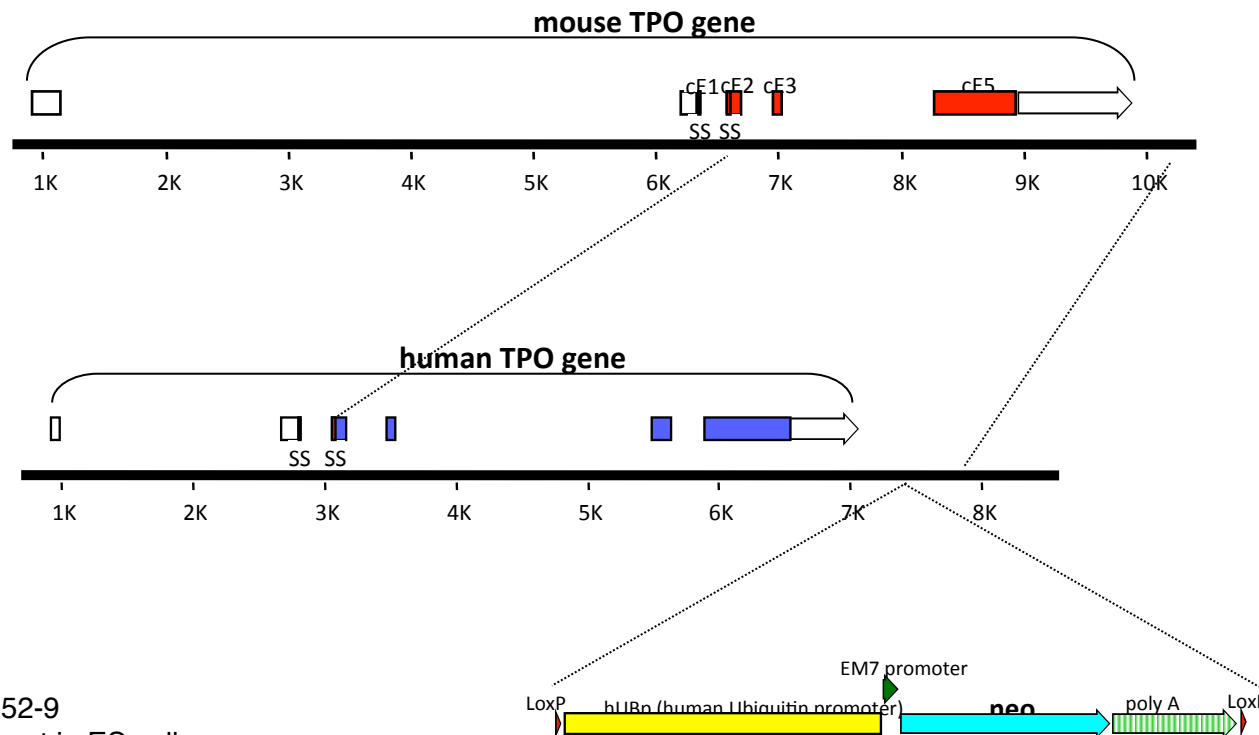 mouse TPO gene
cE1 cE2 cE3 cE5
SS SS
1K 2K 3K 4K 5K 6K 7K 8K 9K 10K
human TPO gene
SS SS
1K 2K 3K 4K 5K 6K 7K 8K
EM7 promoter
52-9
LoxP hUBp (human Ubiquitin promoter) neo poly A